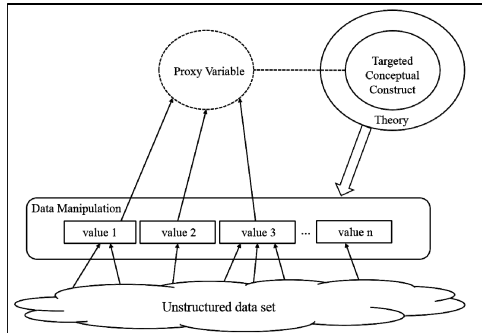 Proxy Variable
Targeted
Conceptual
Construct
Theory
Data Manipulation
value 1
value 2
value 3
...
value n
Unstructured data set